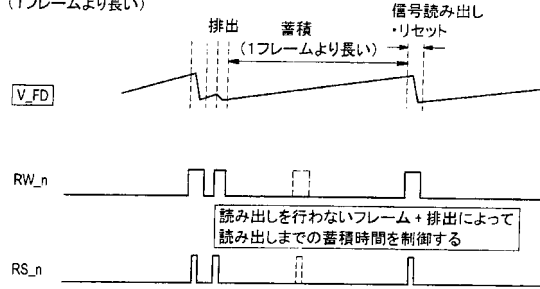 (1フレームより長い)
信号読み出し
・リセット
排出
蓄積
(1フレームより長い)
V_FD
RW_n
読み出しを行わないフレーム+排出によって
読み出しまでの蓄積時間を制御する
RS_n